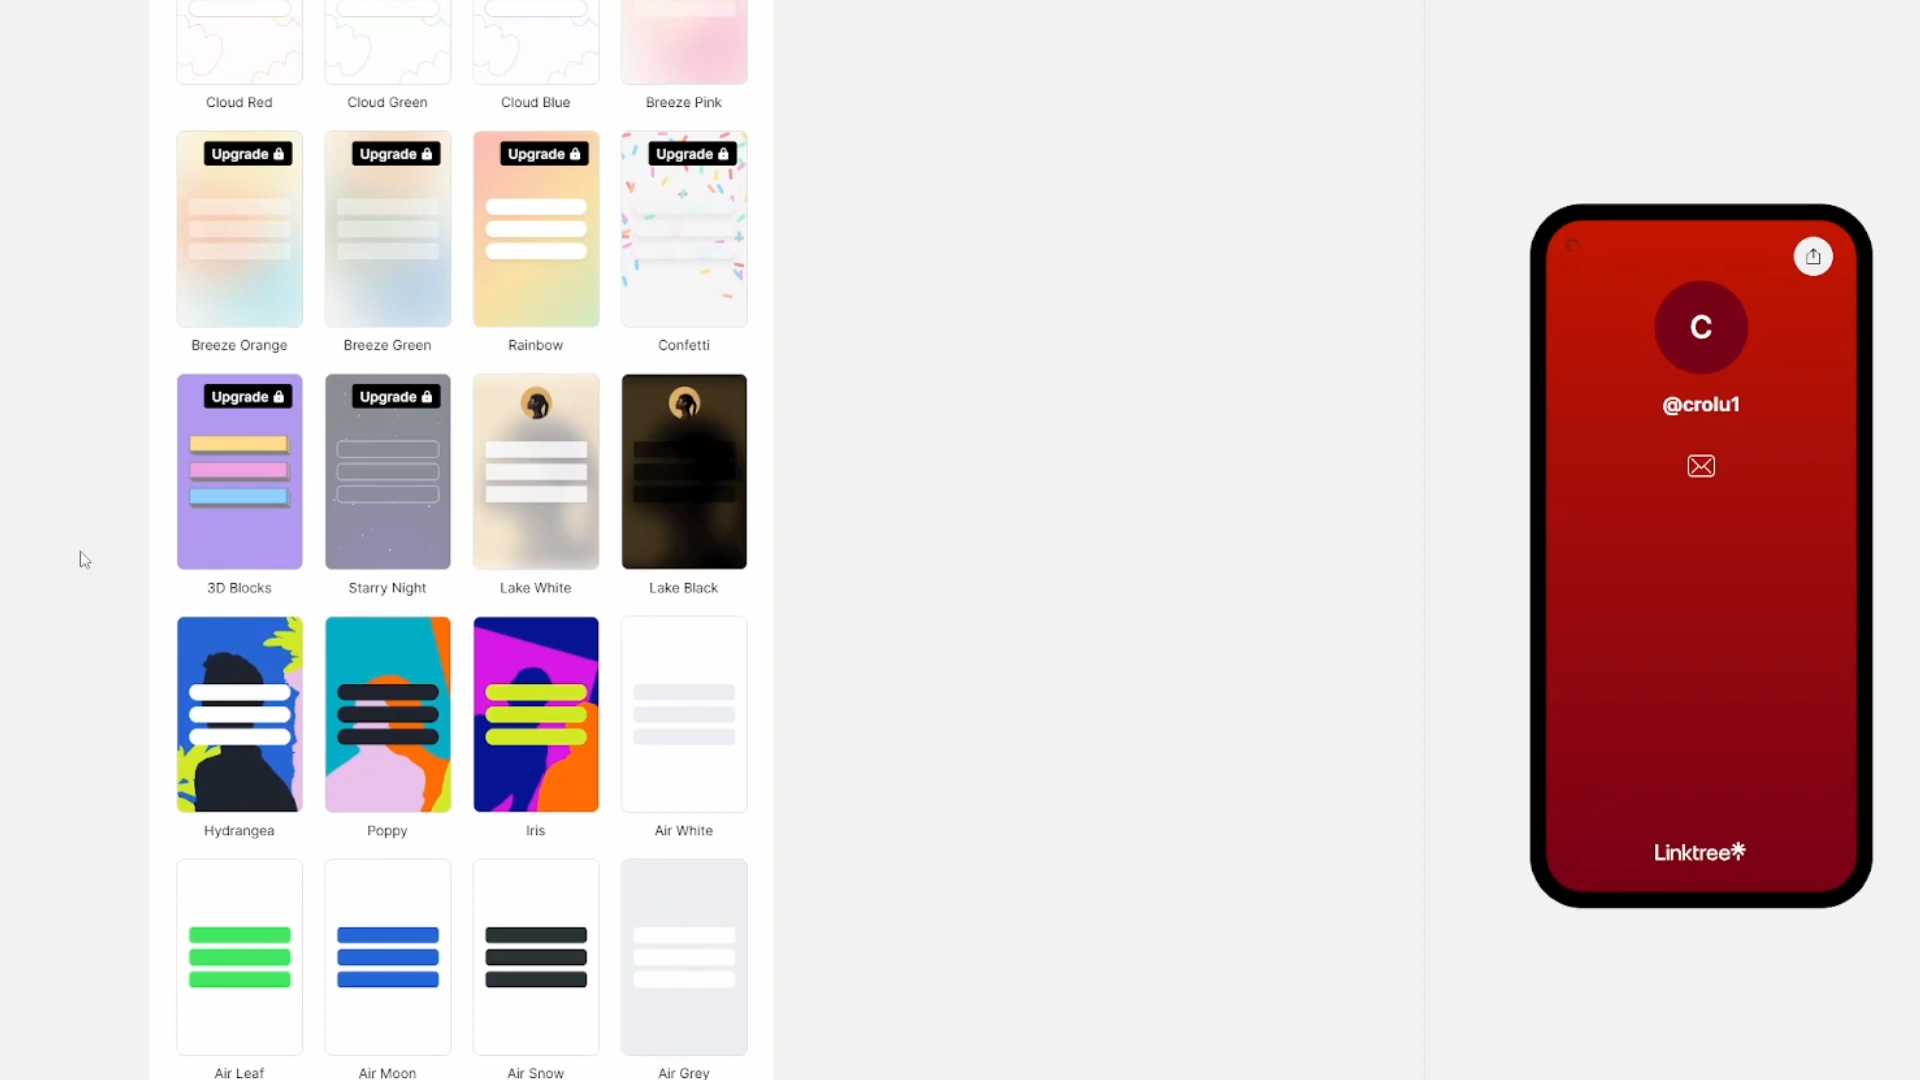 Cloud Red
Cloud Green
Cloud Blue
Breeze Pink
Upgrade
Upgrade
Upgrade
Upgrade
Breeze Orange
Breeze Green
Rainbow
Confetti
Upgrade
Upgrade
3D Blocks
Starry Night
Lake White
Lake Black
Hydrangea
Poppy
Iris
Air White
Air Leaf
Air Moon
Air Snow
Air Grey
C
@crolu1
Linktree